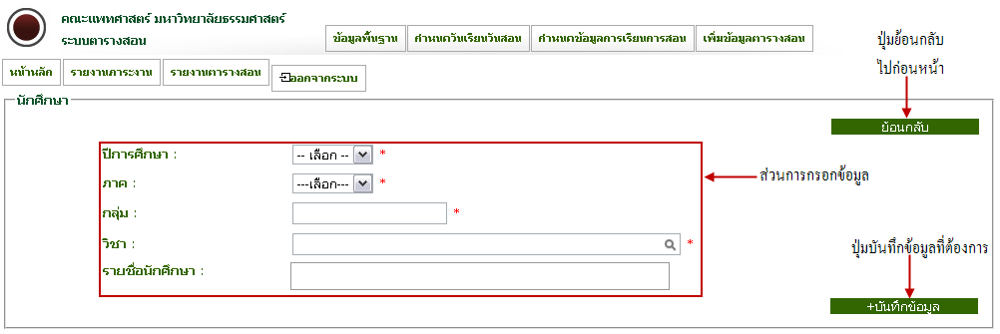 คณะแพทศาสตร์ มหาวิทยาลัยธรรมศาสตร์
ระบบตารางสอน
ข้อมูลพื้นฐาน กำหนดวันเรียนวันสอน กำหนดข้อมูลการเรียนการสอน เพิ่มข้อมูลตารางสอน
หน้าหลัก รายงานภาระงาน รายงานตารางสอน ออกจากระบบ
ปุ่มย้อนกลับ
ไปก่อนหน้า
นักศึกษา
ย้อนกลับ
ปีการศึกษา : -- เลือก -- *
ภาค : ---เลือก--- *
ส่วนการกรอกข้อมูล
กลุ่ม : *
วิชา : *
รายชื่อนักศึกษา :
ปุ่มบันทึกข้อมูลที่ต้องการ
+บันทึกข้อมูล